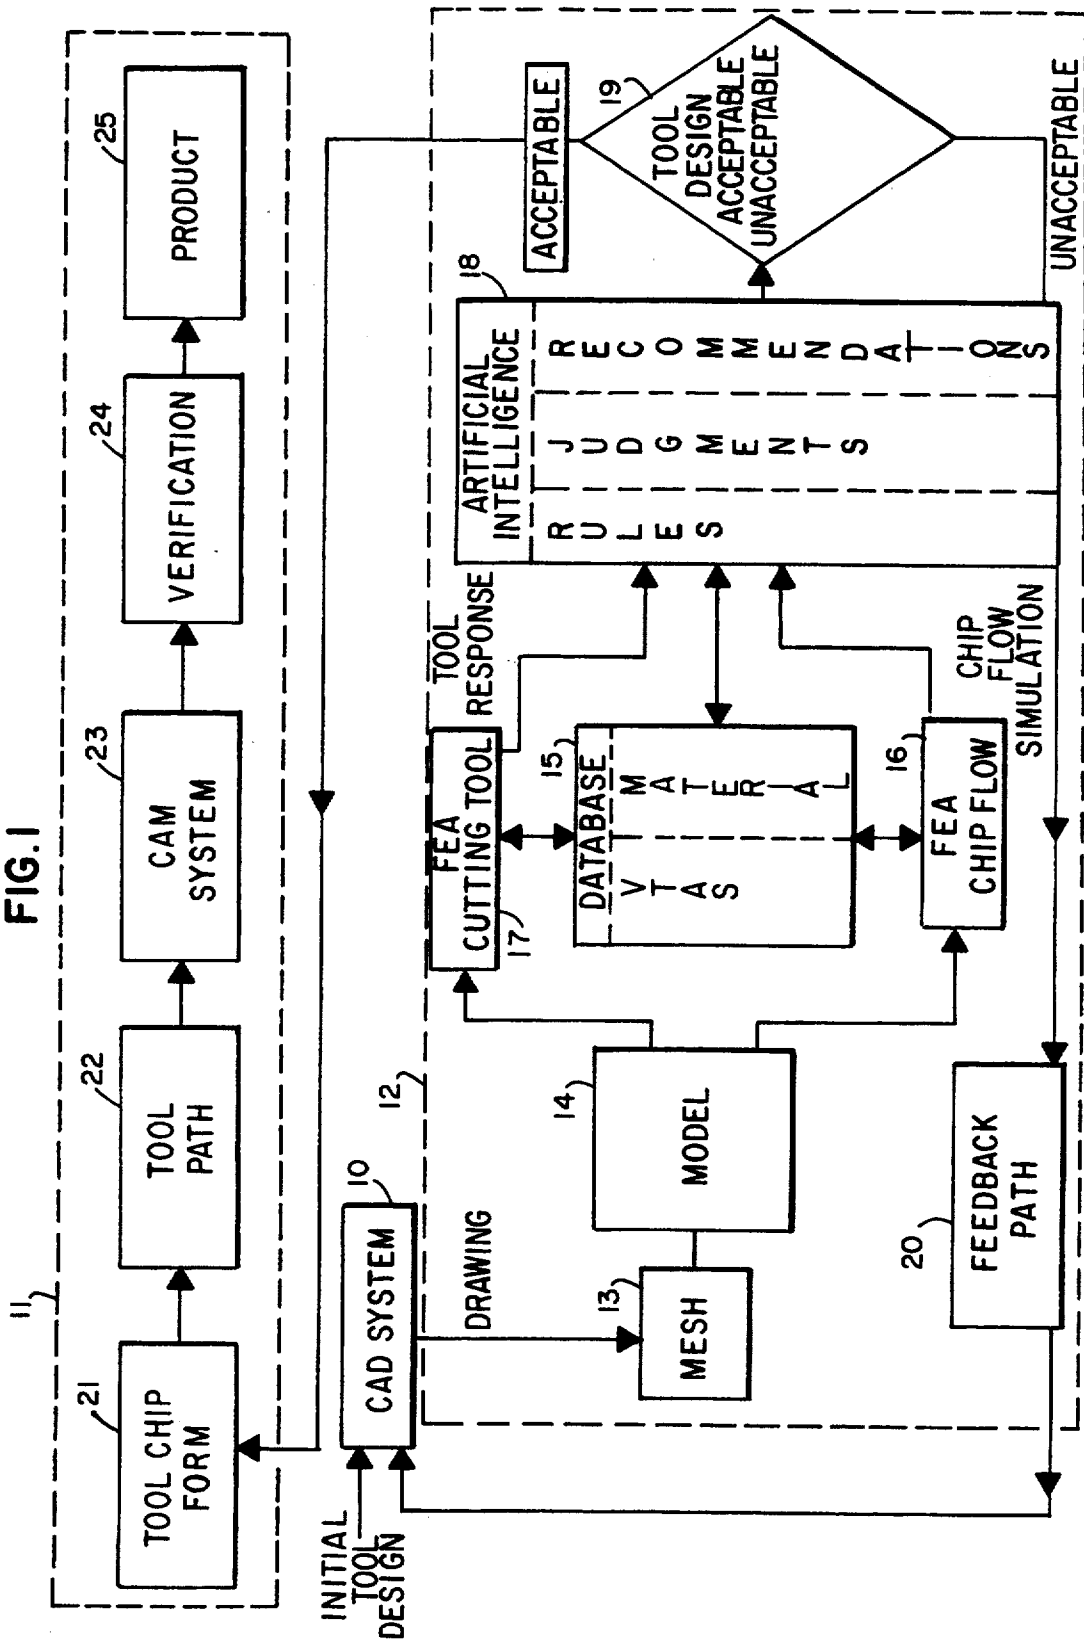 FIG.1
11
21
TOOL CHIP
FORM
22
TOOL
PATH
23
CAM
SYSTEM
24
VERIFICATION
25
PRODUCT
INITIAL
TOOL
DESIGN
10
CAD SYSTEM
DRAWING
12
13
MESH
14
MODEL
FEA
CUTTING TOOL
17
TOOL
RESPONSE
15
DATABASE
VTAS
MATERIAL
16
FEA
CHIP FLOW
CHIP
FLOW
SIMULATION
18
ARTIFICIAL
INTELLIGENCE
RULES
JUDGMENTS
RECOMMENDATIONS
ACCEPTABLE
19
TOOL
DESIGN
ACCEPTABLE
UNACCEPTABLE
UNACCEPTABLE
20
FEEDBACK
PATH